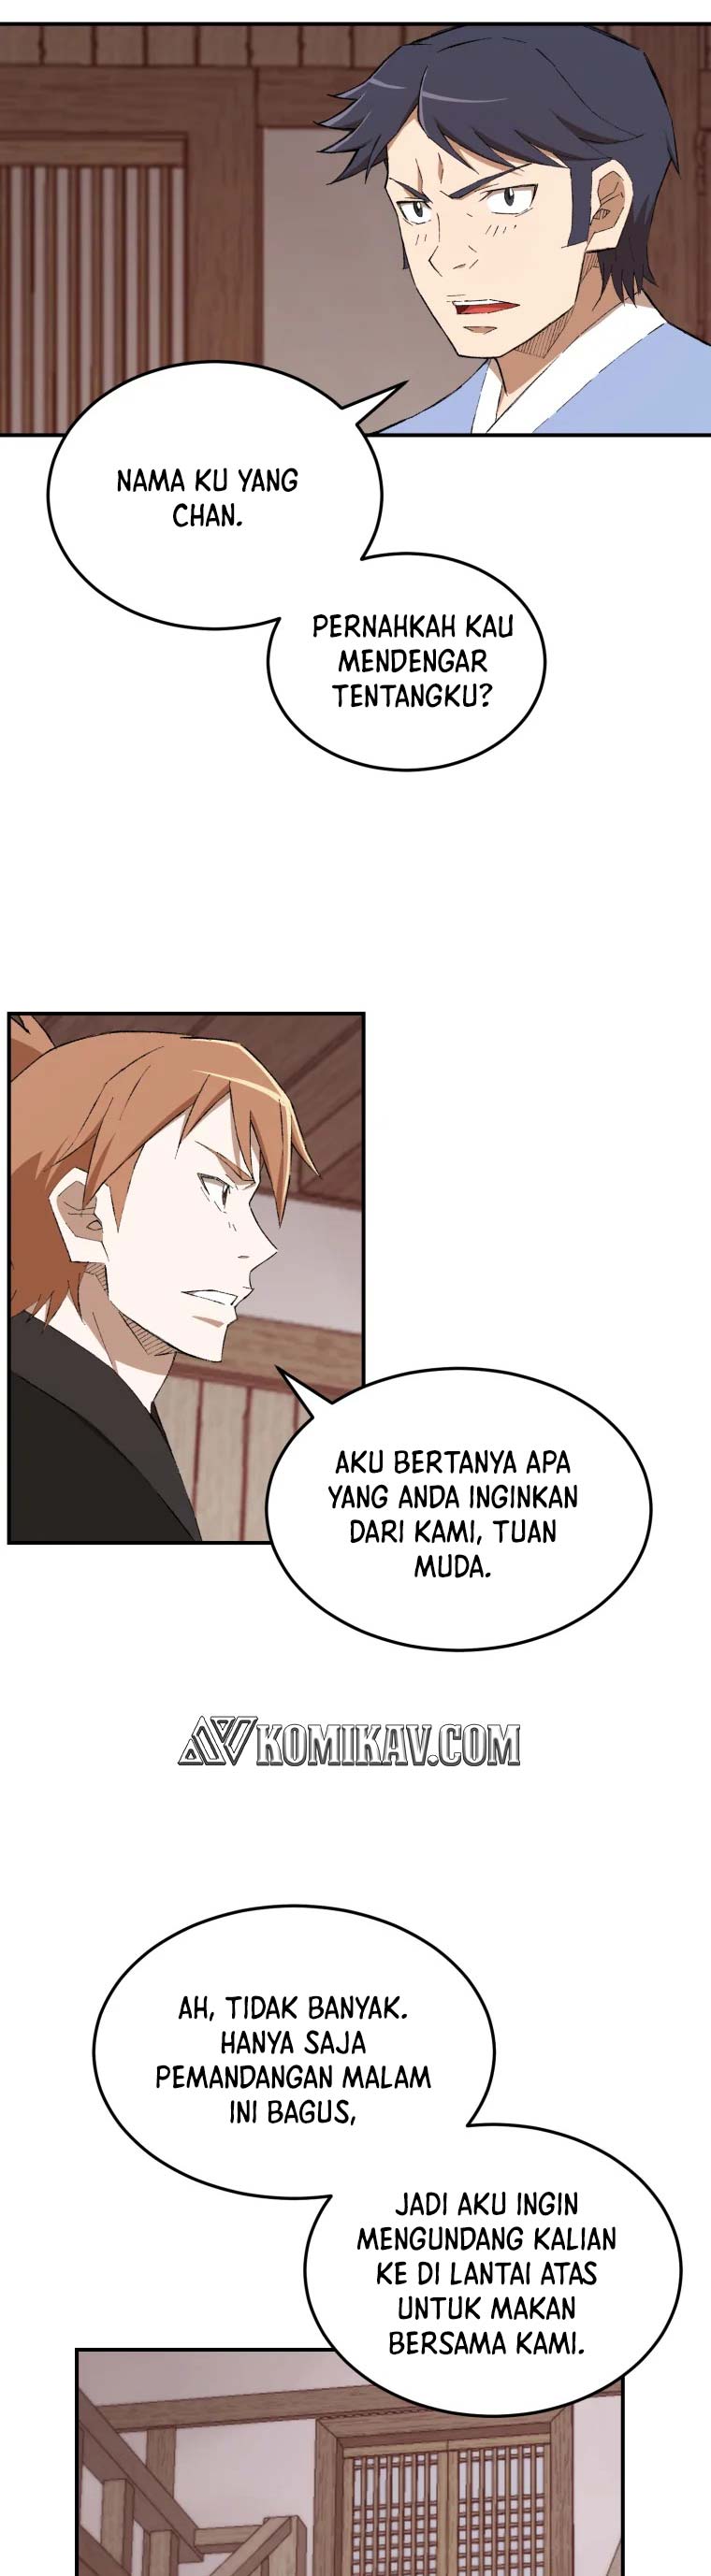 NAMA KU YANG
CHAN.
PERNAHKAH KAU
MENDENGAR
TENTANGKU?
AKU BERTANYA APA
YANG ANDA INGINKAN
DARI KAMI, TUAN
MUDA.
KOMIKAV.COM
AH, TIDAK BANYAK.
HANYA SAJA
PEMANDANGAN MALAM
INI BAGUS,
JADI AKU INGIN
MENGUNDANG KALIAN
KE DI LANTAI ATAS
UNTUK MAKAN
BERSAMA KAMI.